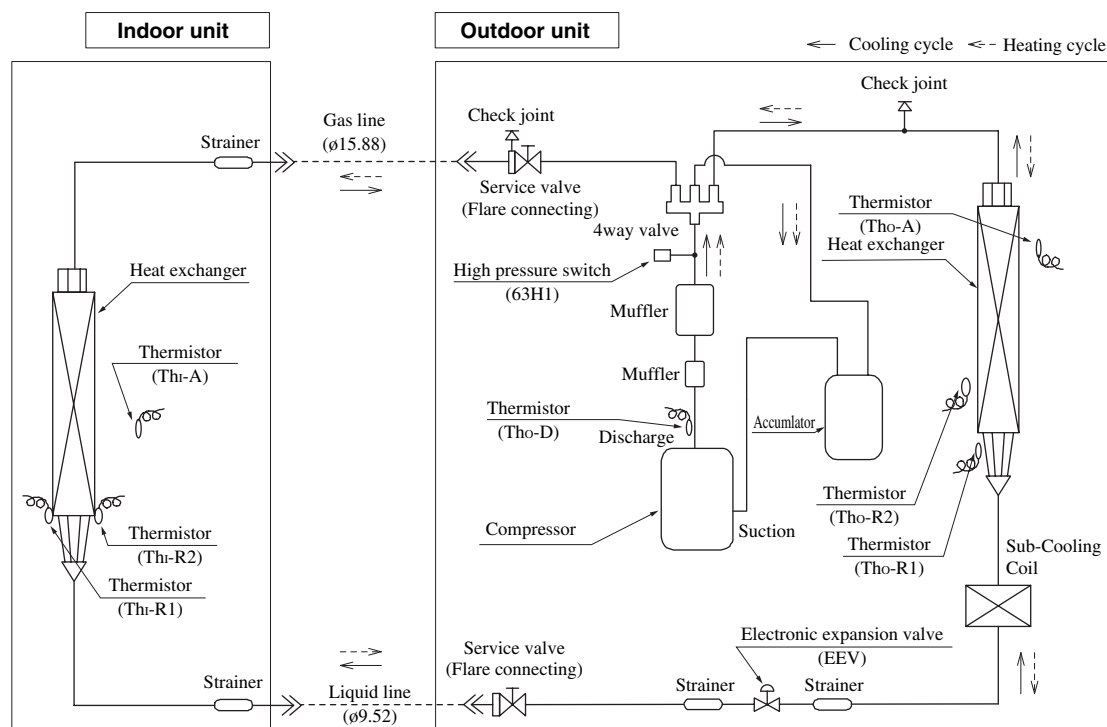 Indoor unit
Outdoor unit
Cooling cycle
Heating cycle
Check joint
Gas line
(ø15.88)
Check joint
Strainer
Service valve
(Flare connecting)
4way valve
Thermistor
(Tho-A)
Heat exchanger
Heat exchanger
High pressure switch
(63H1)
Muffler
Thermistor
(ThI-A)
Muffler
Thermistor
(Tho-D)
Discharge
Accumlator
Thermistor
(Tho-R2)
Compressor
Suction
Thermistor
(ThI-R2)
Thermistor
(Tho-R1)
Sub-Cooling
Coil
Thermistor
(ThI-R1)
Service valve
(Flare connecting)
Electronic expansion valve
(EEV)
Strainer
Liquid line
(ø9.52)
Strainer
Strainer